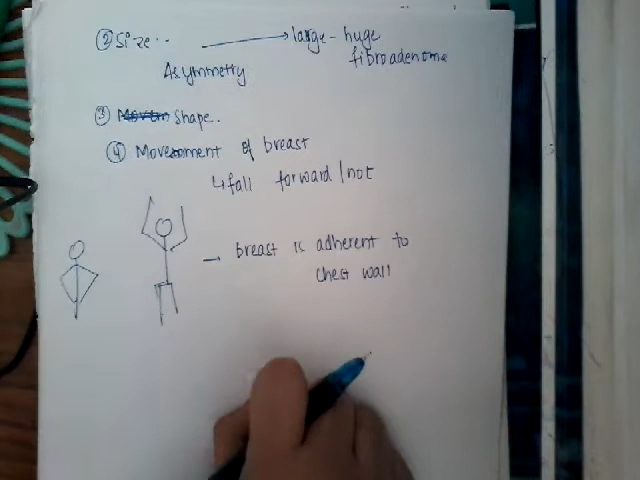 ② Size:- → large - huge
fibroadenoma
Asymmetry
③ Shape.
④ Movement of breast
↳ fall forward / not
→ breast is adherent to
chest wall